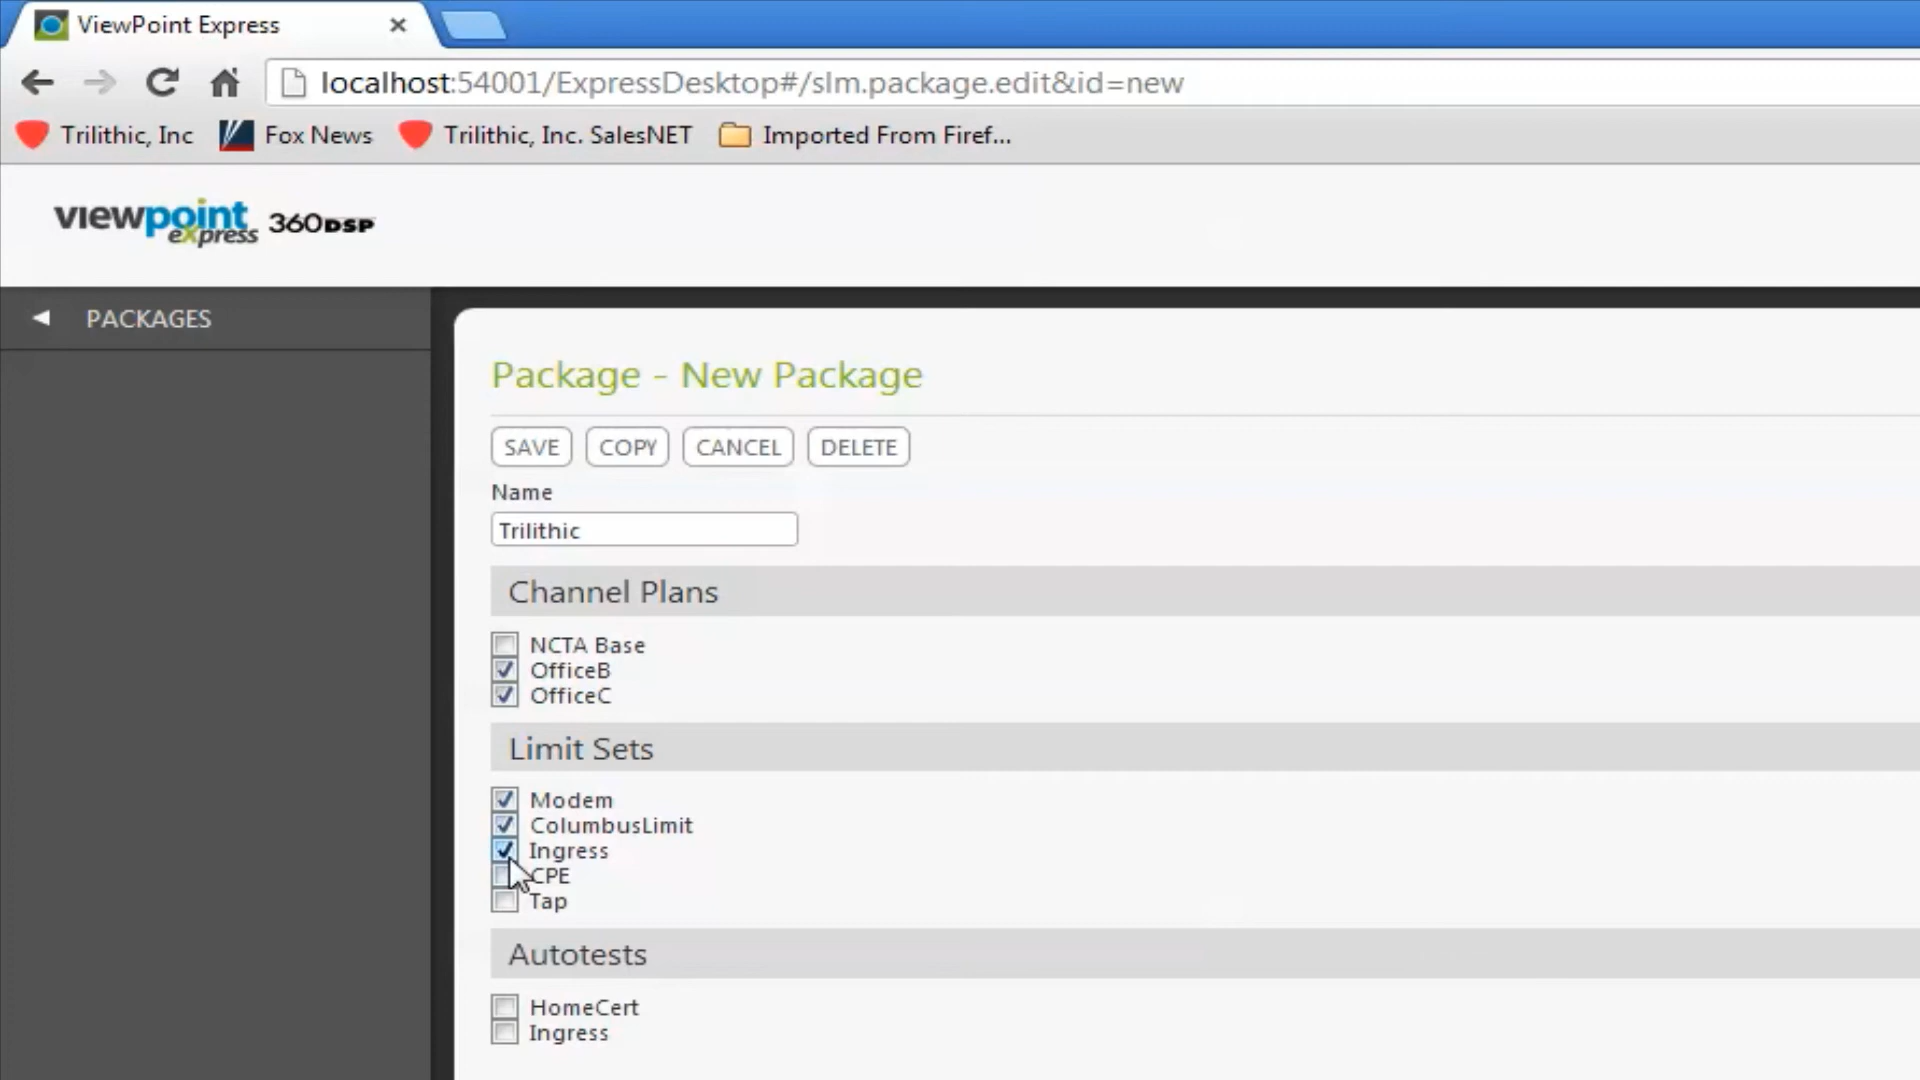 ViewPoint Express
localhost:54001/ExpressDesktop#/slm.package.edit&id=new
Trilithic, Inc Fox News Trilithic, Inc. SalesNET Imported From Firef...
viewpoint express 360DSP
PACKAGES
Package - New Package
SAVE COPY CANCEL DELETE
Name
Trilithic
Channel Plans
NCTA Base
OfficeB
OfficeC
Limit Sets
Modem
ColumbusLimit
Ingress
CPE
Tap
Autotests
HomeCert
Ingress